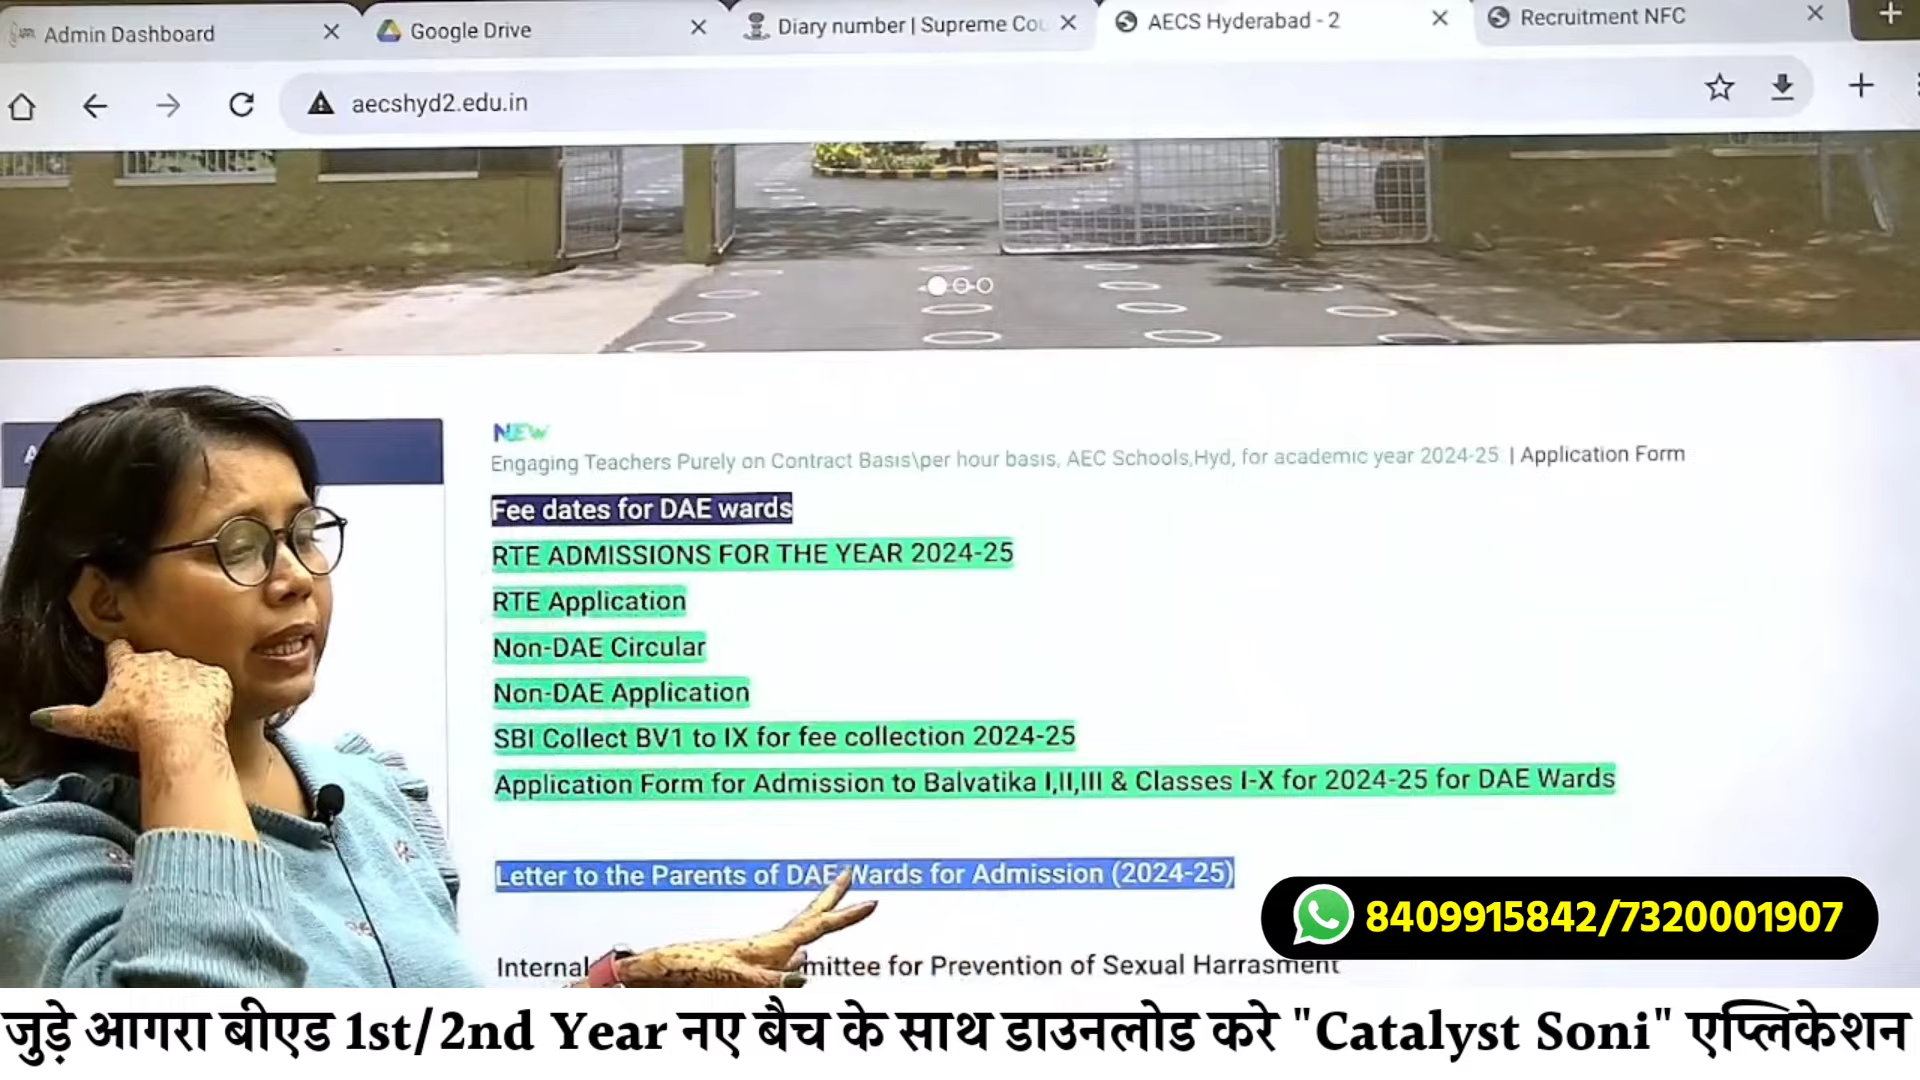 Admin Dashboard
Google Drive
Diary number | Supreme Cou
AECS Hyderabad - 2
Recruitment NFC
aecshyd2.edu.in
A
NEW
Engaging Teachers Purely on Contract Basis\per hour basis, AEC Schools,Hyd, for academic year 2024-25 | Application Form
Fee dates for DAE wards
RTE ADMISSIONS FOR THE YEAR 2024-25
RTE Application
Non-DAE Circular
Non-DAE Application
SBI Collect BV1 to IX for fee collection 2024-25
Application Form for Admission to Balvatika I,II,III & Classes I-X for 2024-25 for DAE Wards
Letter to the Parents of DAE Wards for Admission (2024-25)
8409915842/7320001907
Internal mittee for Prevention of Sexual Harrasment
जुड़े आगरा बीएड 1st/2nd Year नए बैच के साथ डाउनलोड करे "Catalyst Soni" एप्लिकेशन